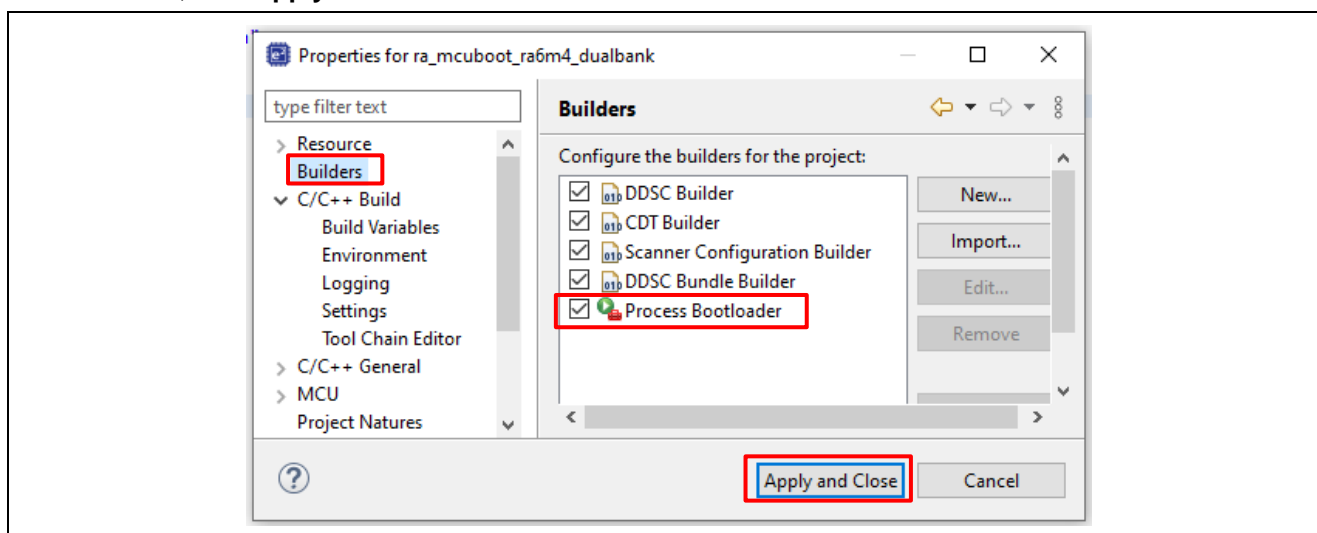 Properties for ra_mcuboot_ra6m4_dualbank
type filter text
Resource
Builders
C/C++ Build
Build Variables
Environment
Logging
Settings
Tool Chain Editor
C/C++ General
MCU
Project Natures
Builders
Configure the builders for the project:
DDSC Builder
CDT Builder
Scanner Configuration Builder
DDSC Bundle Builder
Process Bootloader
New...
Import...
Edit...
Remove
Apply and Close
Cancel